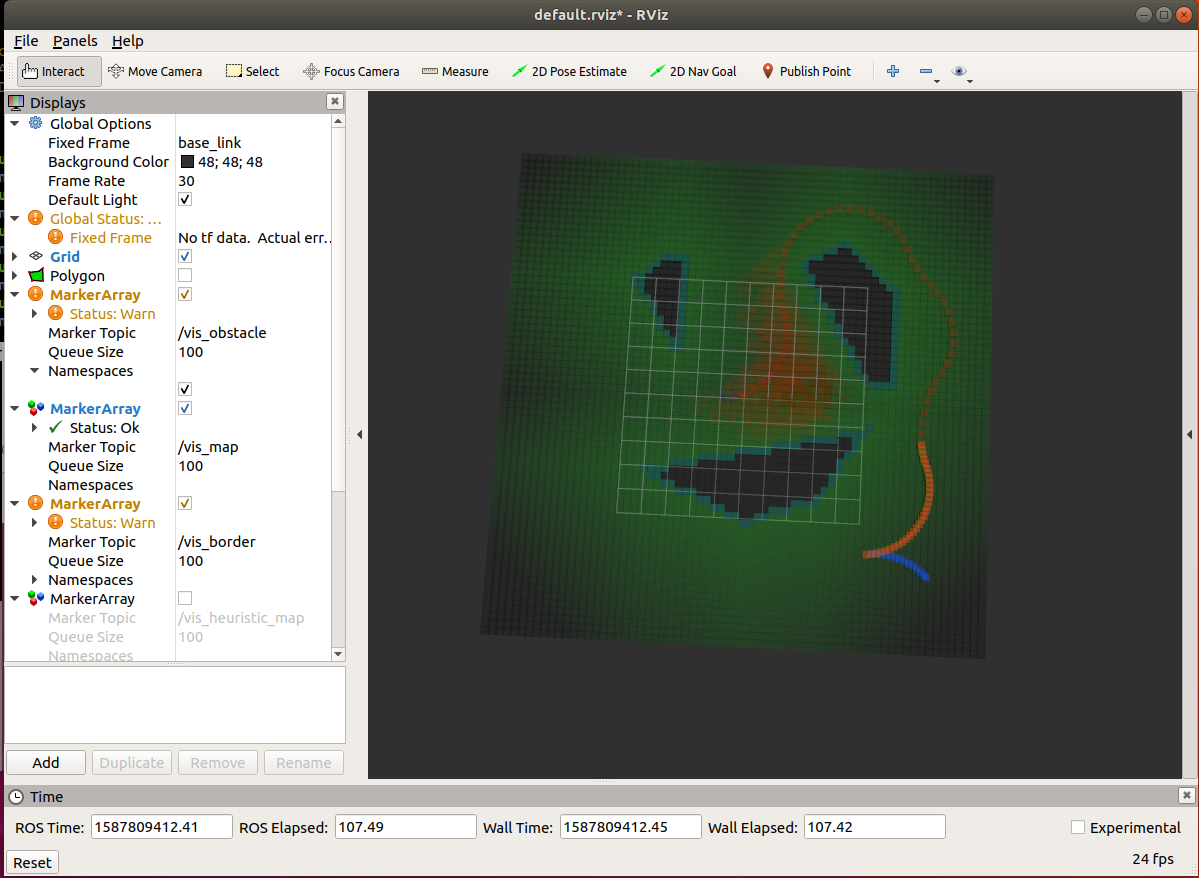 default.rviz* - RViz
File Panels Help
Interact Move Camera Select Focus Camera Measure 2D Pose Estimate 2D Nav Goal Publish Point
Displays
Global Options
Fixed Frame base_link
Background Color 48; 48; 48
Frame Rate 30
Default Light
Global Status: ...
Fixed Frame No tf data. Actual err...
Grid
Polygon
MarkerArray
Status: Warn
Marker Topic /vis_obstacle
Queue Size 100
Namespaces
MarkerArray
Status: Ok
Marker Topic /vis_map
Queue Size 100
Namespaces
MarkerArray
Status: Warn
Marker Topic /vis_border
Queue Size 100
Namespaces
MarkerArray
Marker Topic /vis_heuristic_map
Queue Size 100
Namespaces
Add Duplicate Remove Rename
Time
ROS Time: 1587809412.41 ROS Elapsed: 107.49 Wall Time: 1587809412.45 Wall Elapsed: 107.42 Experimental
Reset 24 fps